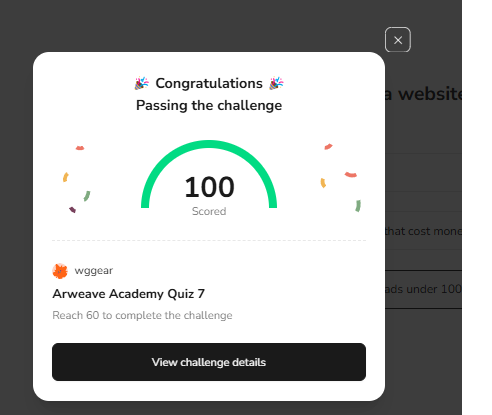 🎉 Congratulations 🎉
Passing the challenge
a website
100
Scored
that cost mone
wggear
ads under 100
Arweave Academy Quiz 7
Reach 60 to complete the challenge
View challenge details